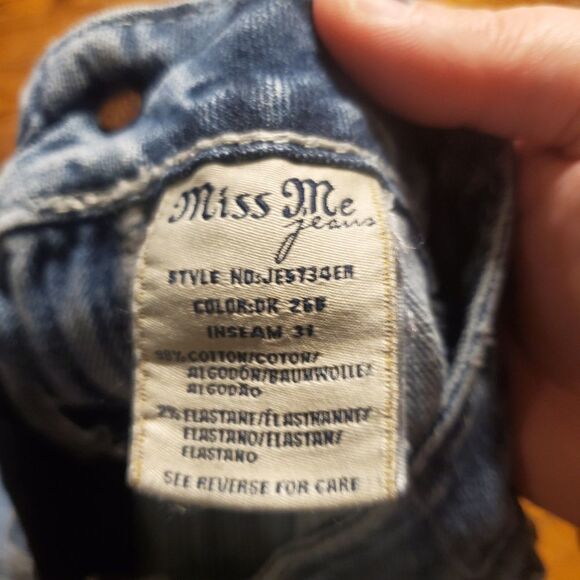 Miss Me
jeans
STYLE NO:JE5734ER
COLOR:DK 268
INSEAM 31
98% COTTON/COTON/
ALGODÓN/BAUMWOLLE/
ALGODÃO
2% ELASTANE/ÉLASTHANNE/
ELASTANO/ELASTAN/
ELASTANO
SEE REVERSE FOR CARE